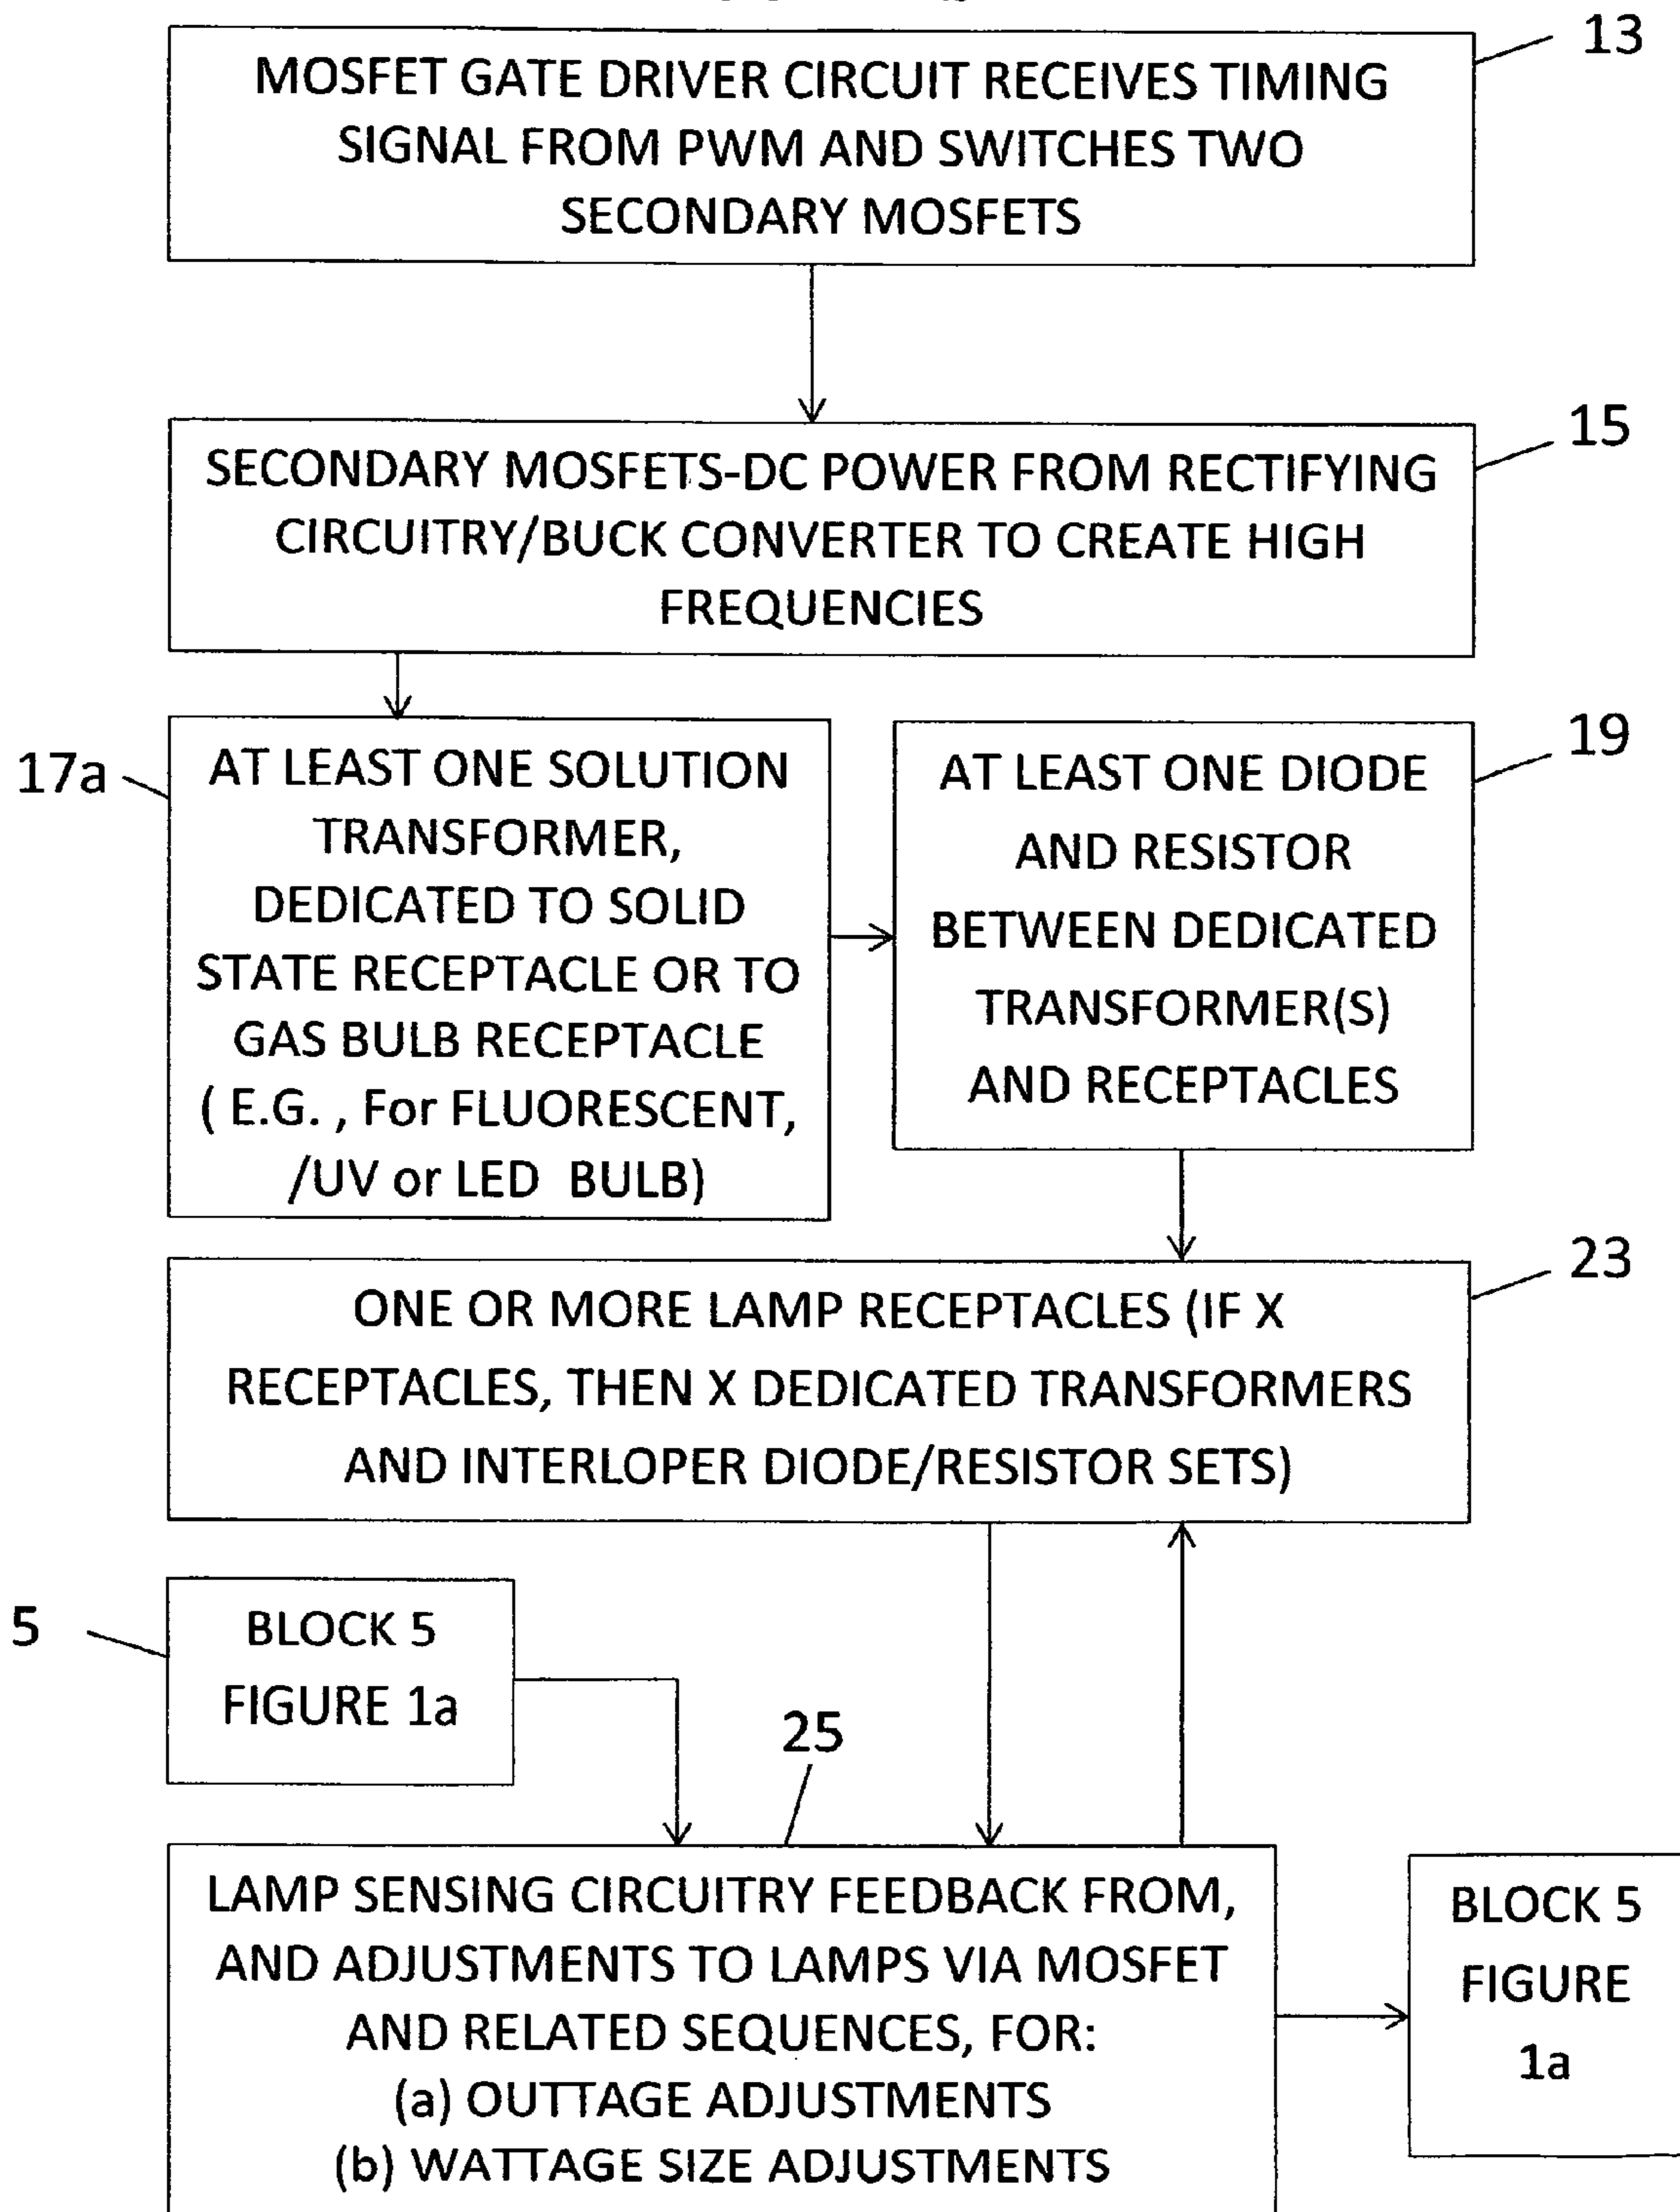 13
MOSFET GATE DRIVER CIRCUIT RECEIVES TIMING
SIGNAL FROM PWM AND SWITCHES TWO
SECONDARY MOSFETS
15
SECONDARY MOSFETS-DC POWER FROM RECTIFYING
CIRCUITRY/BUCK CONVERTER TO CREATE HIGH
FREQUENCIES
17a
AT LEAST ONE SOLUTION
TRANSFORMER,
DEDICATED TO SOLID
STATE RECEPTACLE OR TO
GAS BULB RECEPTACLE
( E.G. , For FLUORESCENT,
/UV or LED BULB)
19
AT LEAST ONE DIODE
AND RESISTOR
BETWEEN DEDICATED
TRANSFORMER(S)
AND RECEPTACLES
23
ONE OR MORE LAMP RECEPTACLES (IF X
RECEPTACLES, THEN X DEDICATED TRANSFORMERS
AND INTERLOPER DIODE/RESISTOR SETS)
5
BLOCK 5
FIGURE 1a
25
LAMP SENSING CIRCUITRY FEEDBACK FROM,
AND ADJUSTMENTS TO LAMPS VIA MOSFET
AND RELATED SEQUENCES, FOR:
(a) OUTTAGE ADJUSTMENTS
(b) WATTAGE SIZE ADJUSTMENTS
BLOCK 5
FIGURE
1a